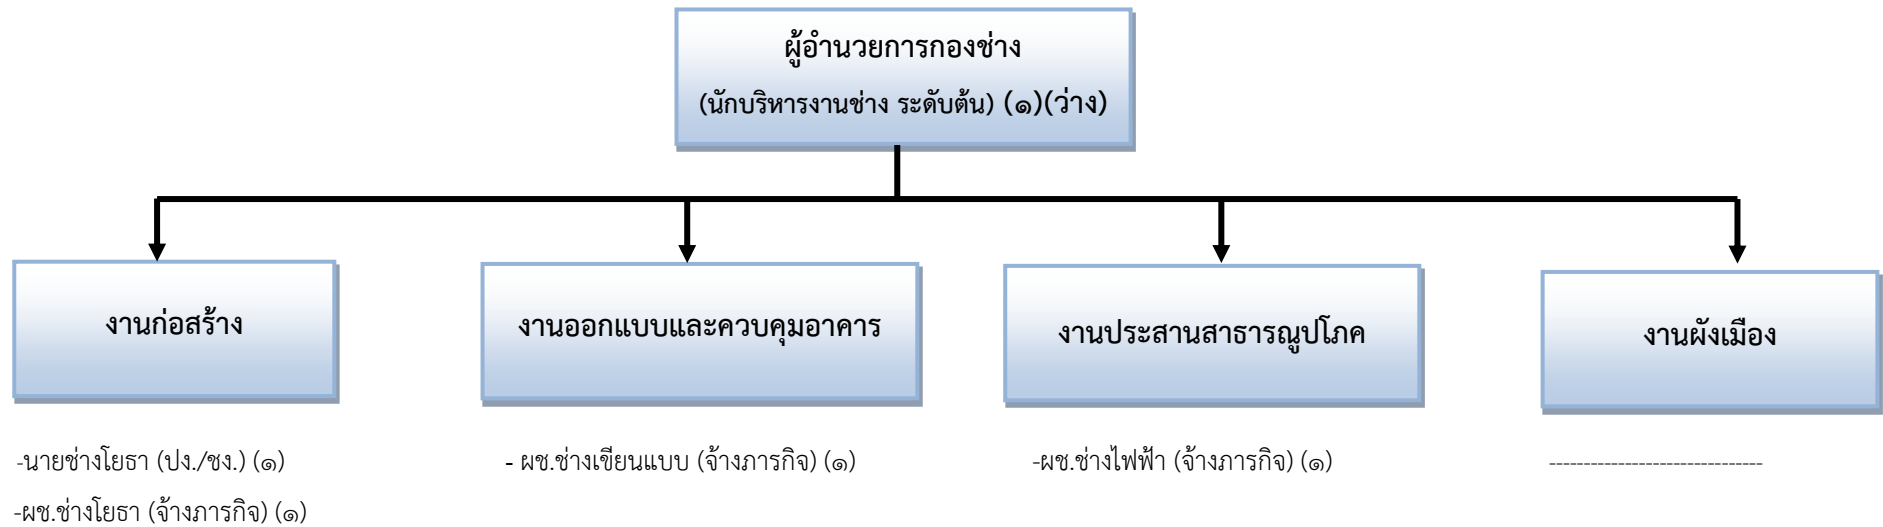 ผู้อำนวยการกองช่าง
(นักบริหารงานช่าง ระดับต้น) (๑)(ว่าง)
งานก่อสร้าง
งานออกแบบและควบคุมอาคาร
งานประสานสาธารณูปโภค
งานผังเมือง
-นายช่างโยธา (ปง./ชง.) (๑)
-ผช.ช่างโยธา (จ้างภารกิจ) (๑)
- ผช.ช่างเขียนแบบ (จ้างภารกิจ) (๑)
-ผช.ช่างไฟฟ้า (จ้างภารกิจ) (๑)
-------------------------------